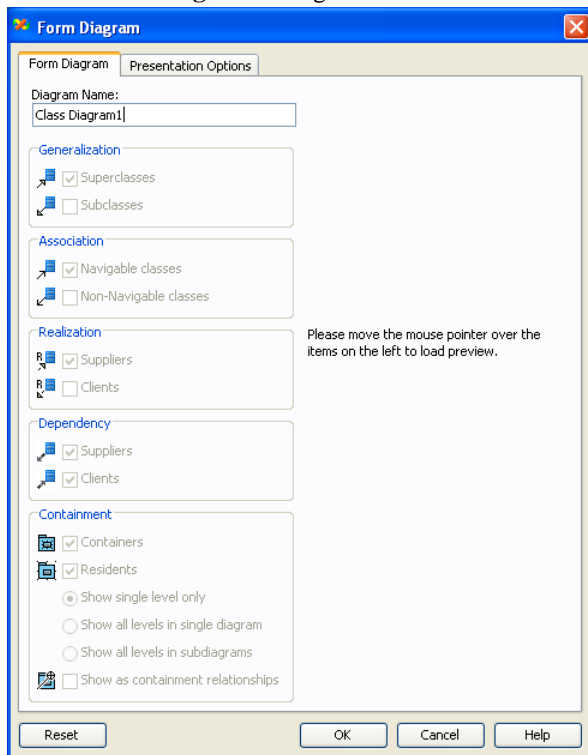 Form Diagram
Form Diagram
Presentation Options
Diagram Name:
Class Diagram1
Generalization
Superclasses
Subclasses
Association
Navigable classes
Non-Navigable classes
Realization
R
Suppliers
R
Clients
Please move the mouse pointer over the
items on the left to load preview.
Dependency
Suppliers
Clients
Containment
Containers
Residents
Show single level only
Show all levels in single diagram
Show all levels in subdiagrams
Show as containment relationships
Reset
OK
Cancel
Help